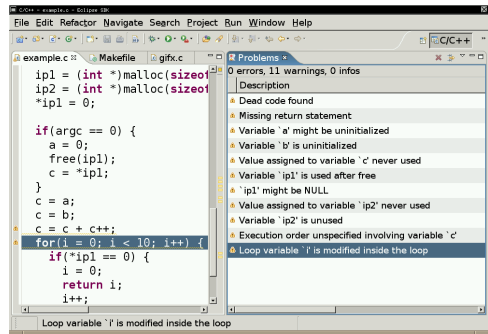 C/C++ - example.c - Eclipse SDK
File Edit Refactor Navigate Search Project Run Window Help
C/C++
example.c
Makefile
gifx.c
ip1 = (int *)malloc(sizeof
ip2 = (int *)malloc(sizeof
*ip1 = 0;
if(argc == 0) {
a = 0;
free(ip1);
c = *ip1;
}
c = a;
c = b;
c = c + c++;
for(i = 0; i < 10; i++) {
if(*ip1 == 0) {
i = 0;
return i;
i++;
Problems
0 errors, 11 warnings, 0 infos
Description
Dead code found
Missing return statement
Variable `a' might be uninitialized
Variable `b' is uninitialized
Value assigned to variable `c' never used
Variable `ip1' is used after free
`ip1' might be NULL
Value assigned to variable `ip2' never used
Variable `ip2' is unused
Execution order unspecified involving variable `c'
Loop variable `i' is modified inside the loop
Loop variable `i' is modified inside the loop